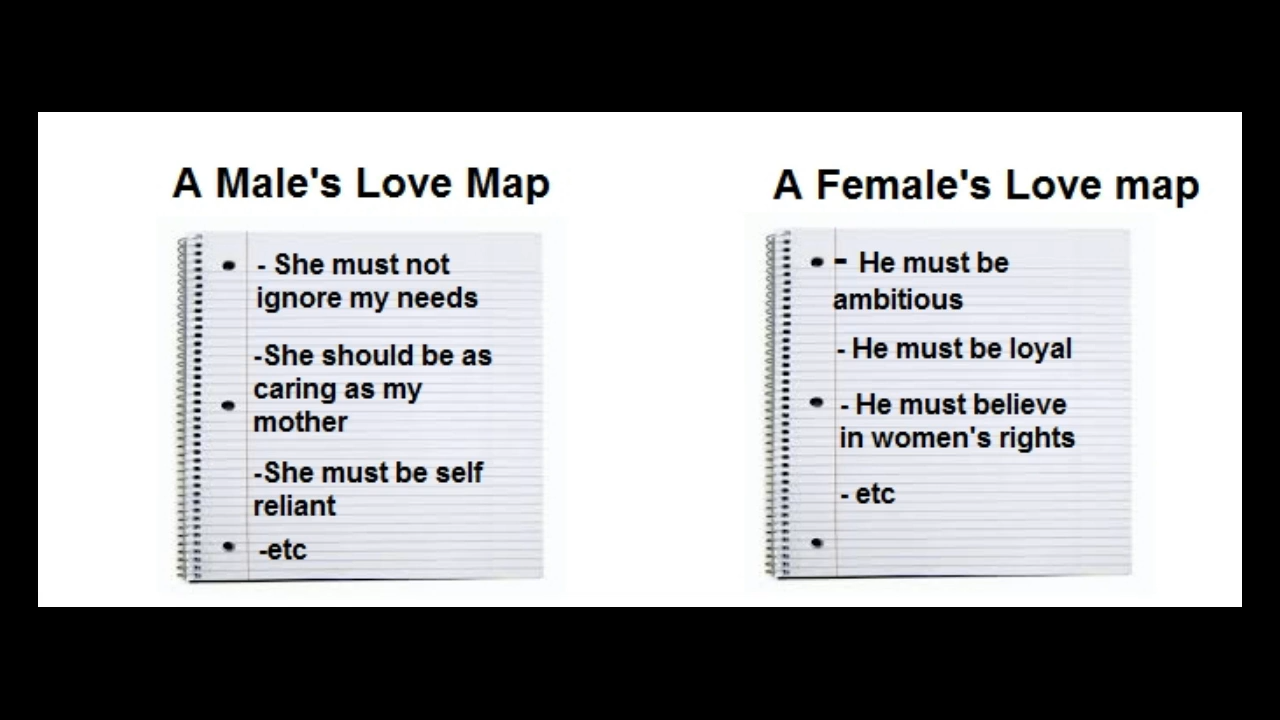 A Male's Love Map
- She must not
ignore my needs
-She should be as
caring as my
mother
-She must be self
reliant
-etc
A Female's Love map
- He must be
ambitious
- He must be loyal
- He must believe
in women's rights
- etc